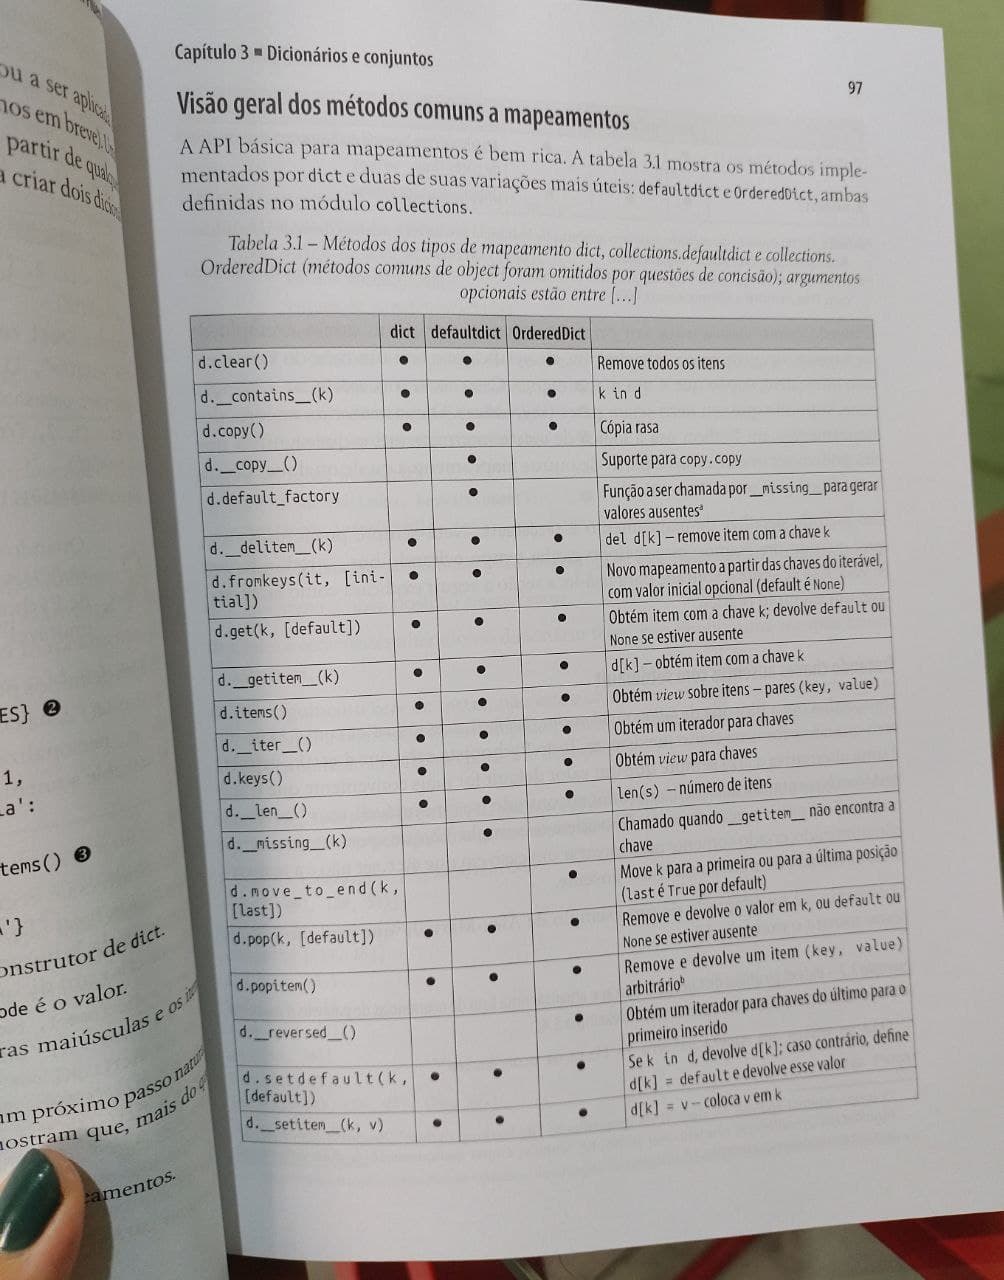 ou a ser
nos em breve).
partir de
a criar dois
ES} ❷
1,
la':
tems() ❸
'}
onstrutor de dict.
ode é o valor.
ras maiúsculas e os
um próximo passo
nostram que, mais do
amentos.
Capítulo 3 ■ Dicionários e conjuntos
97
Visão geral dos métodos comuns a mapeamentos
A API básica para mapeamentos é bem rica. A tabela 3.1 mostra os métodos imple-
mentados por dict e duas de suas variações mais úteis: defaultdict e OrderedDict, ambas
definidas no módulo collections.
Tabela 3.1 – Métodos dos tipos de mapeamento dict, collections.defaultdict e collections.
OrderedDict (métodos comuns de object foram omitidos por questões de concisão); argumentos
opcionais estão entre [...]
dict defaultdict OrderedDict
d.clear() ● ● ● Remove todos os itens
d.__contains__(k) ● ● ● k in d
d.copy() ● ● ● Cópia rasa
d.__copy__() ● Suporte para copy.copy
d.default_factory ● Função a ser chamada por __missing__ para gerar
valores ausentesª
d.__delitem__(k) ● ● ● del d[k] – remove item com a chave k
d.fromkeys(it, [ini- ● ● ● Novo mapeamento a partir das chaves do iterável,
tial]) com valor inicial opcional (default é None)
d.get(k, [default]) ● ● ● Obtém item com a chave k; devolve default ou
None se estiver ausente
d.__getitem__(k) ● ● ● d[k] – obtém item com a chave k
d.items() ● ● ● Obtém view sobre itens – pares (key, value)
d.__iter__() ● ● ● Obtém um iterador para chaves
d.keys() ● ● ● Obtém view para chaves
d.__len__() ● ● ● len(s) – número de itens
d.__missing__(k) ● Chamado quando __getitem__ não encontra a
chave
d.move_to_end(k, ● Move k para a primeira ou para a última posição
[last]) (last é True por default)
d.pop(k, [default]) ● ● ● Remove e devolve o valor em k, ou default ou
None se estiver ausente
d.popitem() ● ● ● Remove e devolve um item (key, value)
arbitrárioᵇ
d.__reversed__() ● Obtém um iterador para chaves do último para o
primeiro inserido
d.setdefault(k, ● ● ● Se k in d, devolve d[k]; caso contrário, define
[default]) d[k] = default e devolve esse valor
d.__setitem__(k, v) ● ● ● d[k] = v – coloca v em k